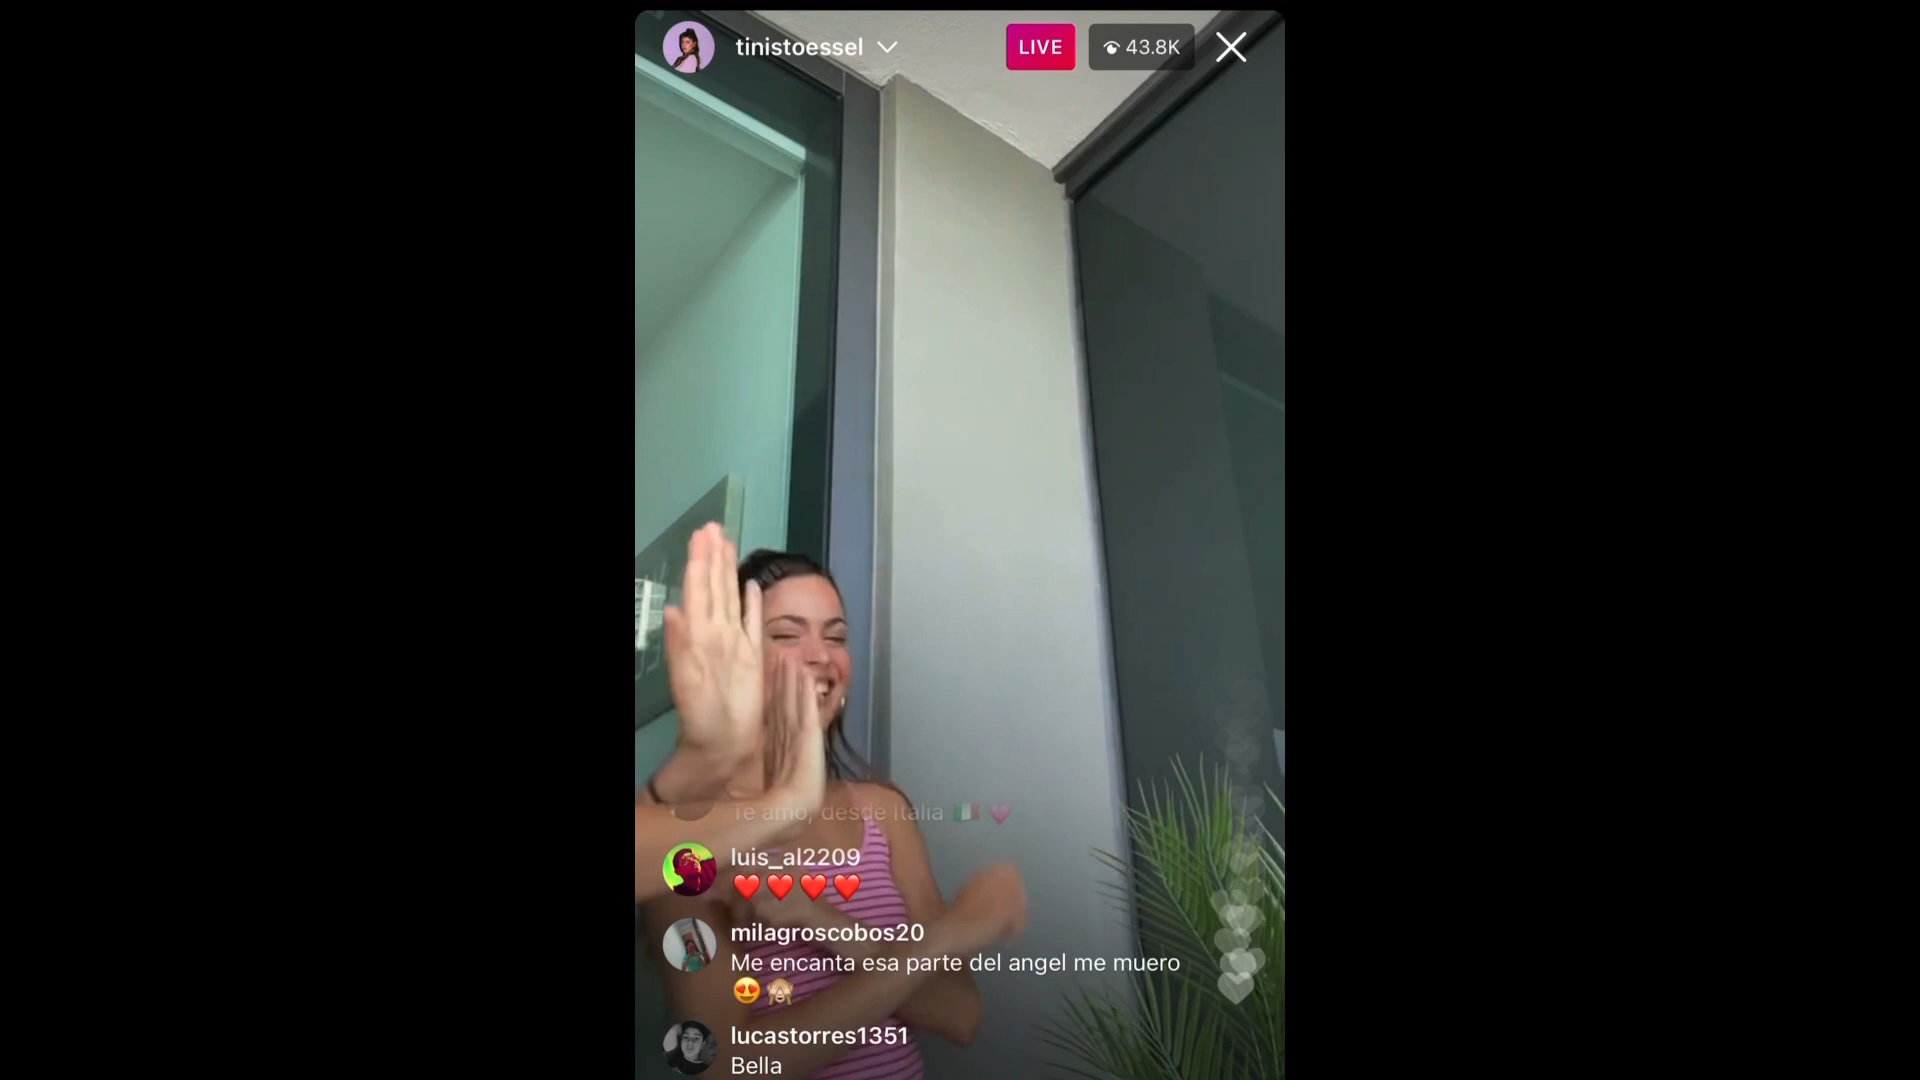 tinistoessel
LIVE
43.8K
Te amo, desde Italia 🇮🇹 💗
luis_al2209
❤️❤️❤️❤️
milagroscobos20
Me encanta esa parte del angel me muero
😍🙈
lucastorres1351
Bella